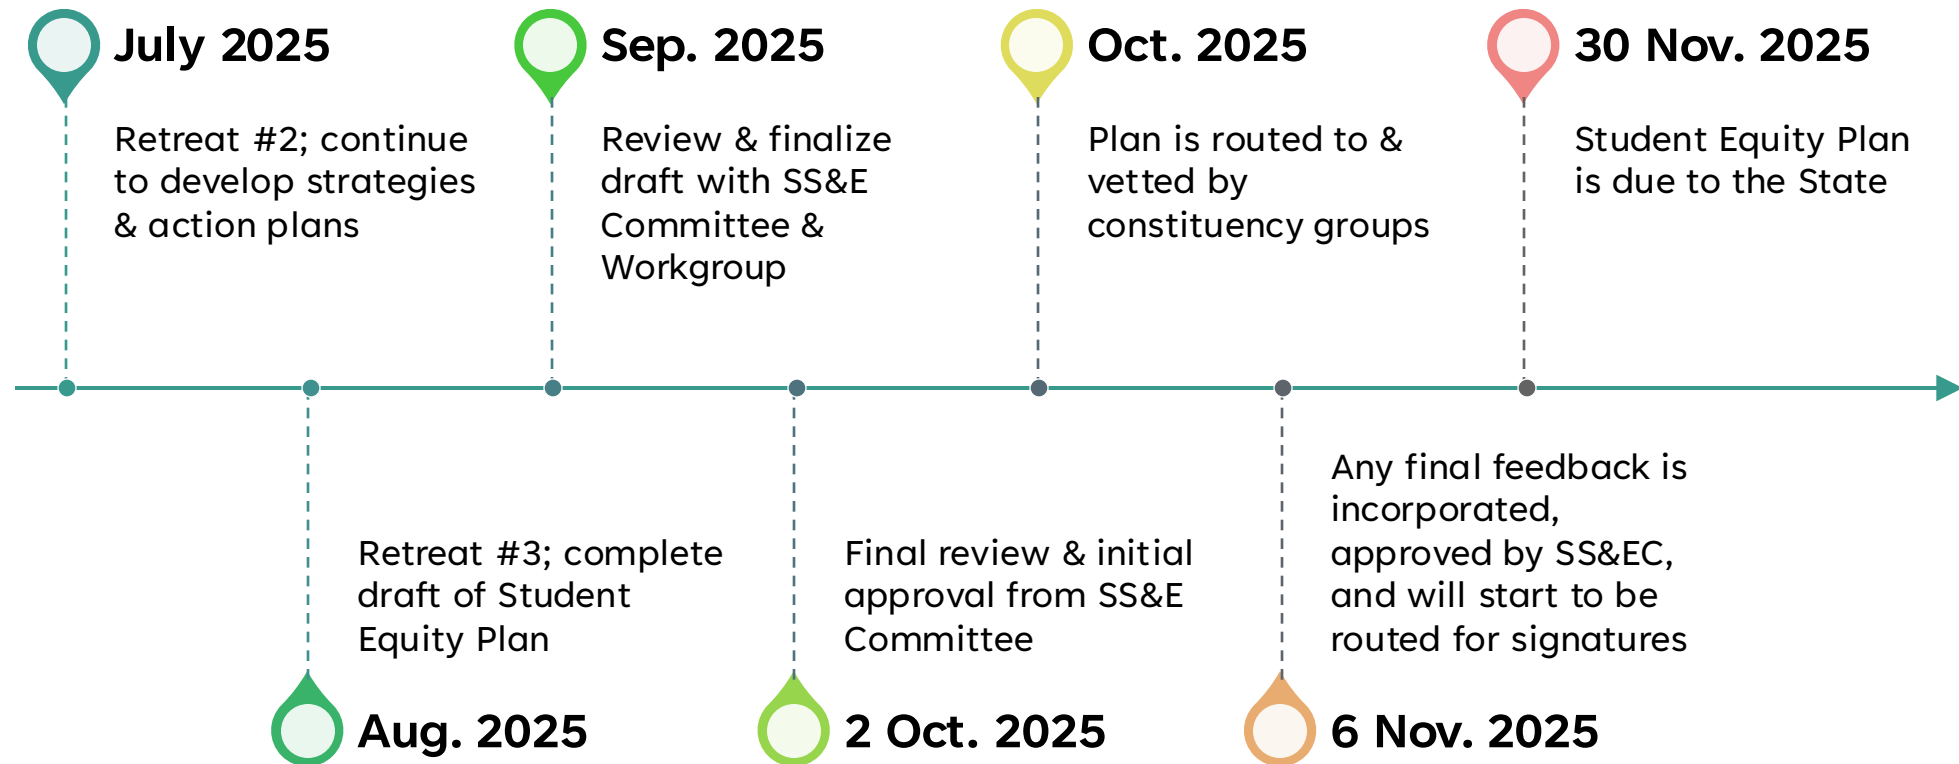 July 2025
Retreat #2; continue
to develop strategies
& action plans
Aug. 2025
Retreat #3; complete
draft of Student
Equity Plan
Sep. 2025
Review & finalize
draft with SS&E
Committee &
Workgroup
2 Oct. 2025
Final review & initial
approval from SS&E
Committee
Oct. 2025
Plan is routed to &
vetted by
constituency groups
6 Nov. 2025
Any final feedback is
incorporated,
approved by SS&EC,
and will start to be
routed for signatures
30 Nov. 2025
Student Equity Plan
is due to the State